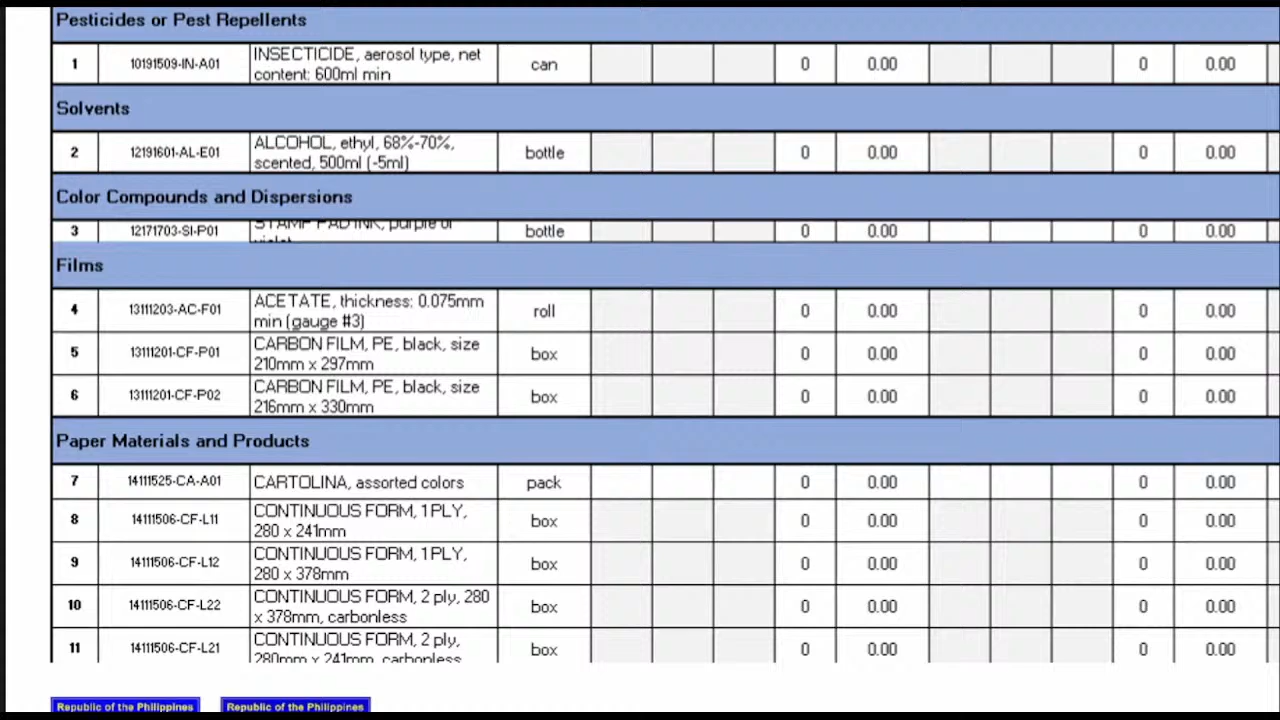 Pesticides or Pest Repellents
1 10191509-IN-A01 INSECTICIDE, aerosol type, net can 0 0.00 0 0.00
content: 600ml min
Solvents
2 12191601-AL-E01 ALCOHOL, ethyl, 68%-70%, bottle 0 0.00 0 0.00
scented, 500ml (-5ml)
Color Compounds and Dispersions
3 12171703-SI-P01 STAMP PAD INK, purple or bottle 0 0.00 0 0.00
violet
Films
4 13111203-AC-F01 ACETATE, thickness: 0.075mm roll 0 0.00 0 0.00
min (gauge #3)
5 13111201-CF-P01 CARBON FILM, PE, black, size box 0 0.00 0 0.00
210mm x 297mm
6 13111201-CF-P02 CARBON FILM, PE, black, size box 0 0.00 0 0.00
216mm x 330mm
Paper Materials and Products
7 14111525-CA-A01 CARTOLINA, assorted colors pack 0 0.00 0 0.00
8 14111506-CF-L11 CONTINUOUS FORM, 1 PLY, box 0 0.00 0 0.00
280 x 241mm
9 14111506-CF-L12 CONTINUOUS FORM, 1 PLY, box 0 0.00 0 0.00
280 x 378mm
10 14111506-CF-L22 CONTINUOUS FORM, 2 ply, 280 box 0 0.00 0 0.00
x 378mm, carbonless
11 14111506-CF-L21 CONTINUOUS FORM, 2 ply, box 0 0.00 0 0.00
280mm x 241mm, carbonless
Republic of the Philippines Republic of the Philippines